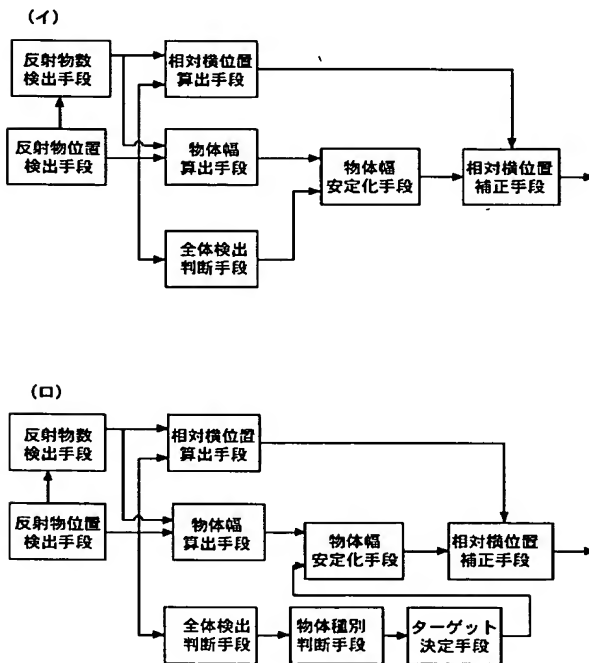 (イ)
反射物数
検出手段
相対横位置
算出手段
反射物位置
検出手段
物体幅
算出手段
物体幅
安定化手段
相対横位置
補正手段
全体検出
判断手段
(ロ)
反射物数
検出手段
相対横位置
算出手段
反射物位置
検出手段
物体幅
算出手段
物体幅
安定化手段
相対横位置
補正手段
全体検出
判断手段
物体種別
判断手段
ターゲット
決定手段